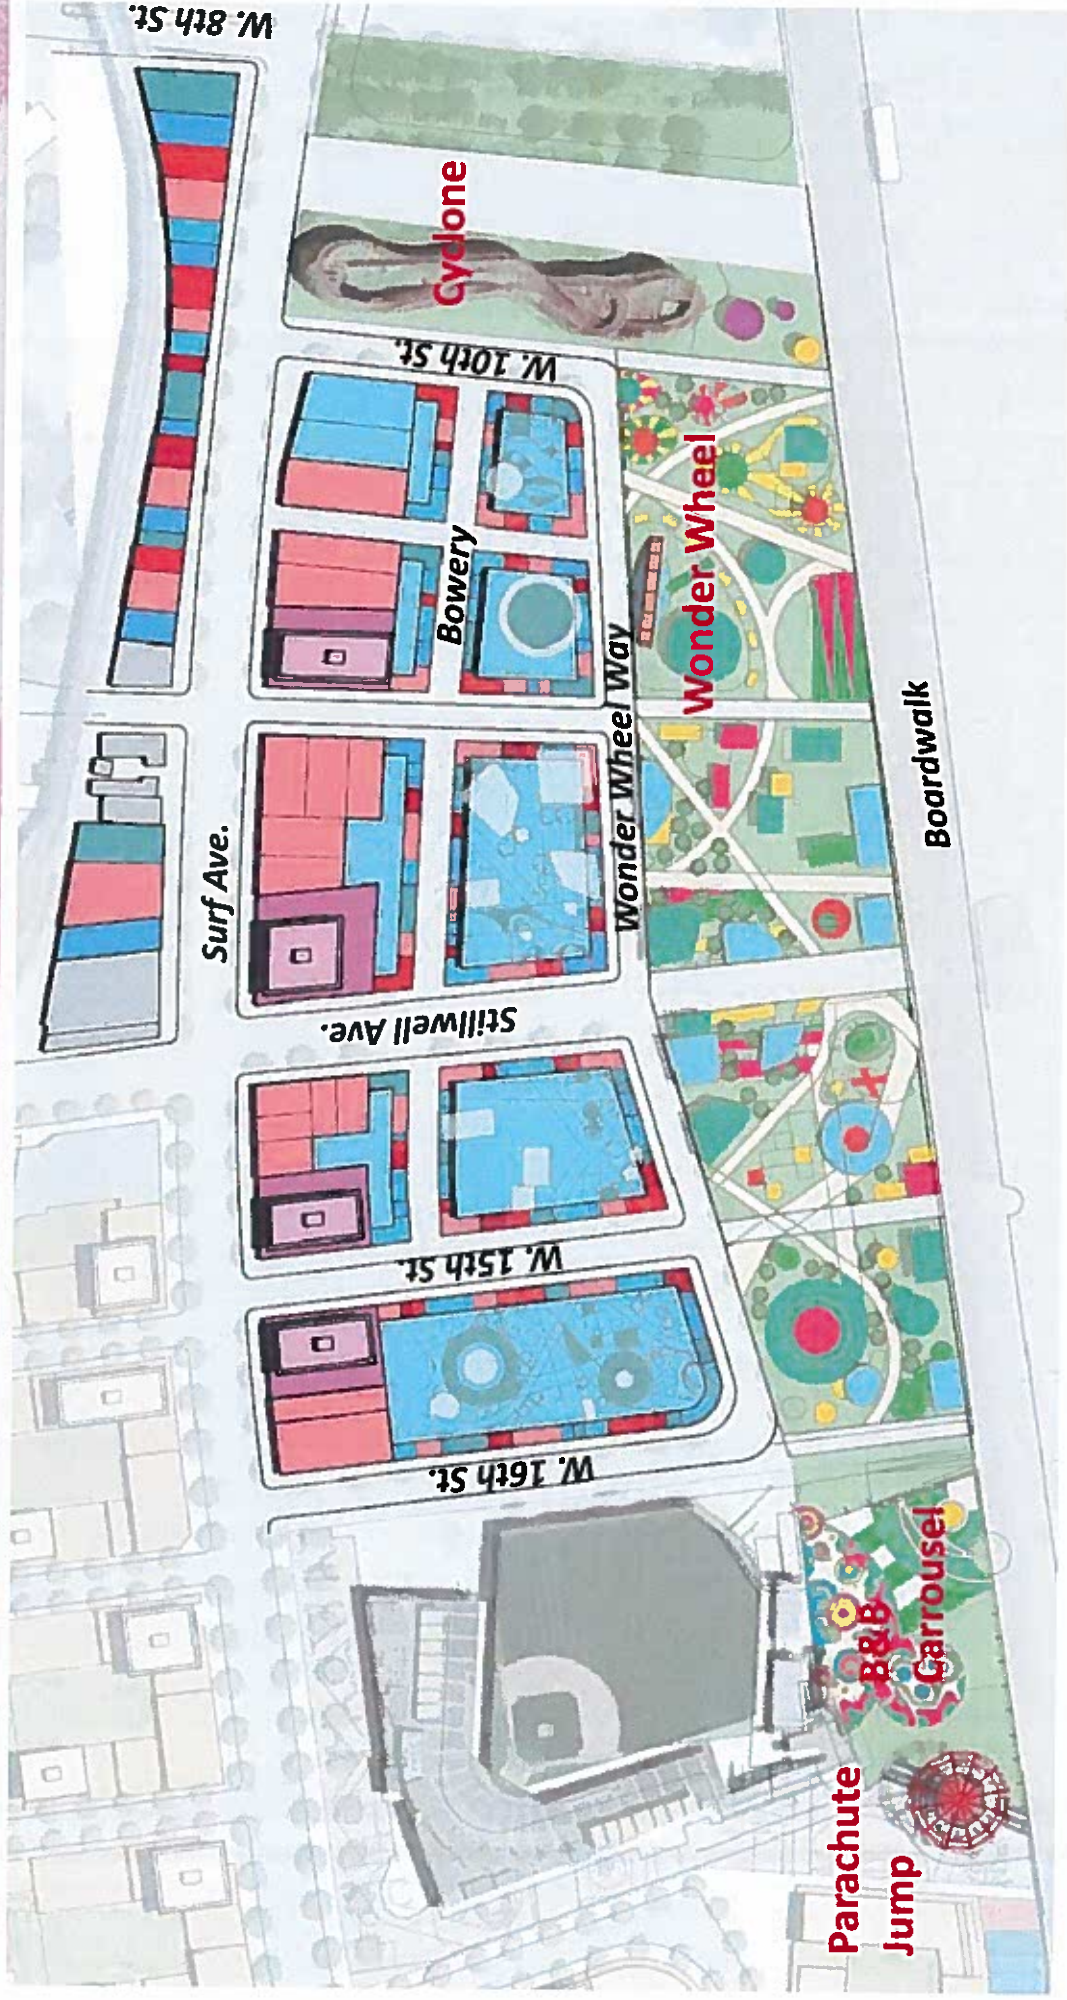 W. 8th St.
Cyclone
W. 10th St.
Wonder Wheel
Bowery
Wonder Wheel Way
Boardwalk
Surf Ave.
Stillwell Ave.
W. 15th St.
W. 16th St.
B&B
Carrousel
Parachute
Jump